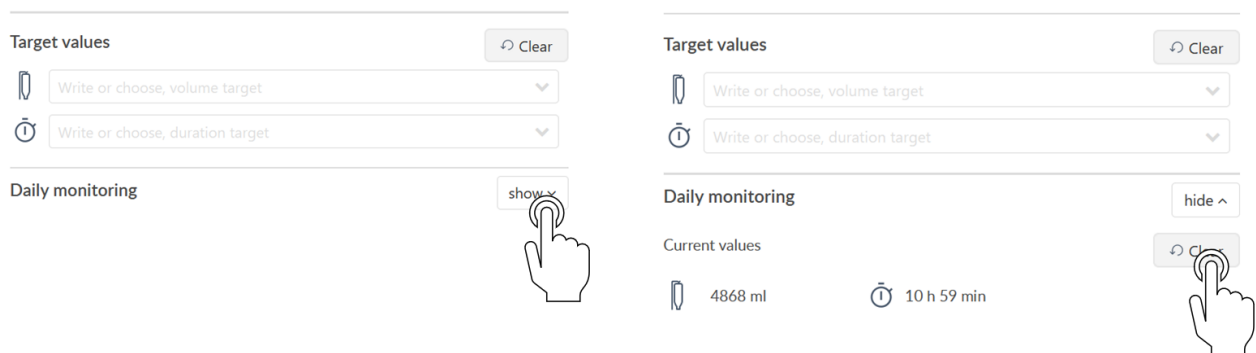 Target values
Clear
Write or choose, volume target
Write or choose, duration target
Daily monitoring
show
Target values
Clear
Write or choose, volume target
Write or choose, duration target
Daily monitoring
hide
Current values
Clear
4868 ml
10 h 59 min